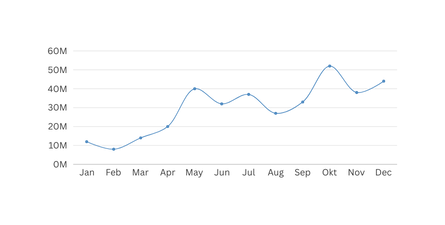 60M
50M
40M
30M
20M
10M
0M
Jan Feb Mar Apr May Jun Jul Aug Sep Okt Nov Dec